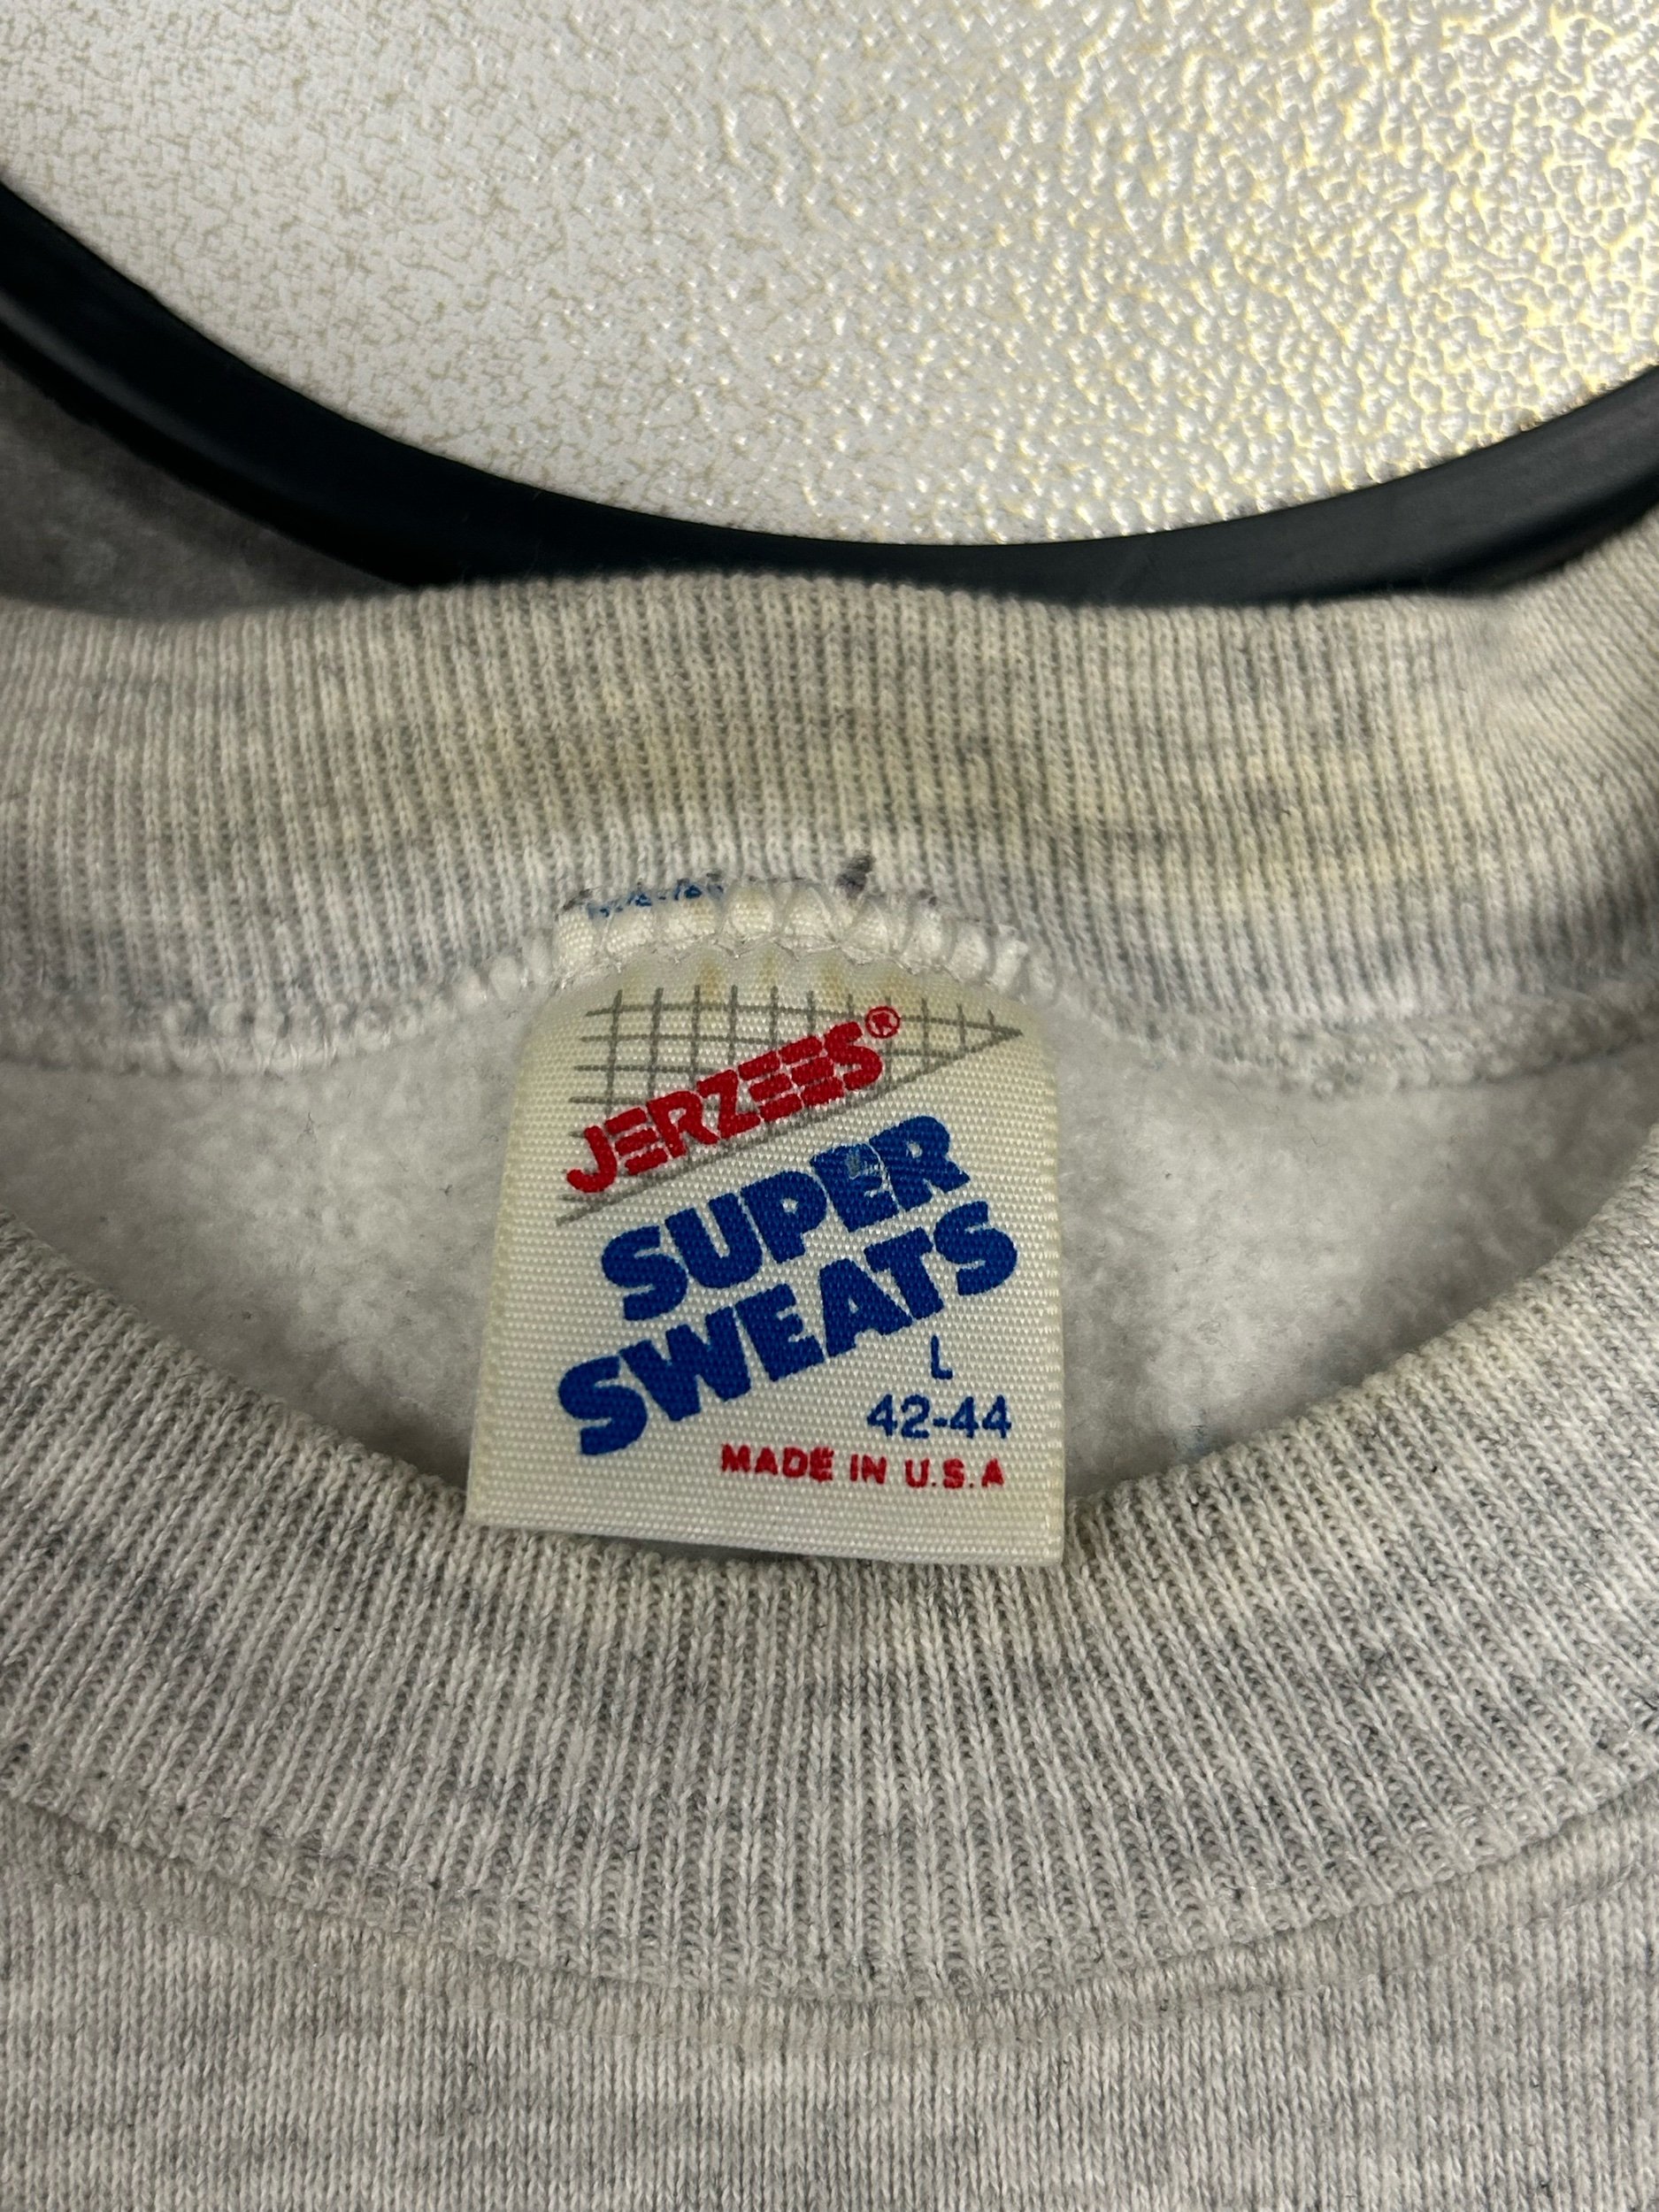 JERZEES®
SUPER
SWEATS
L
42-44
MADE IN U.S.A